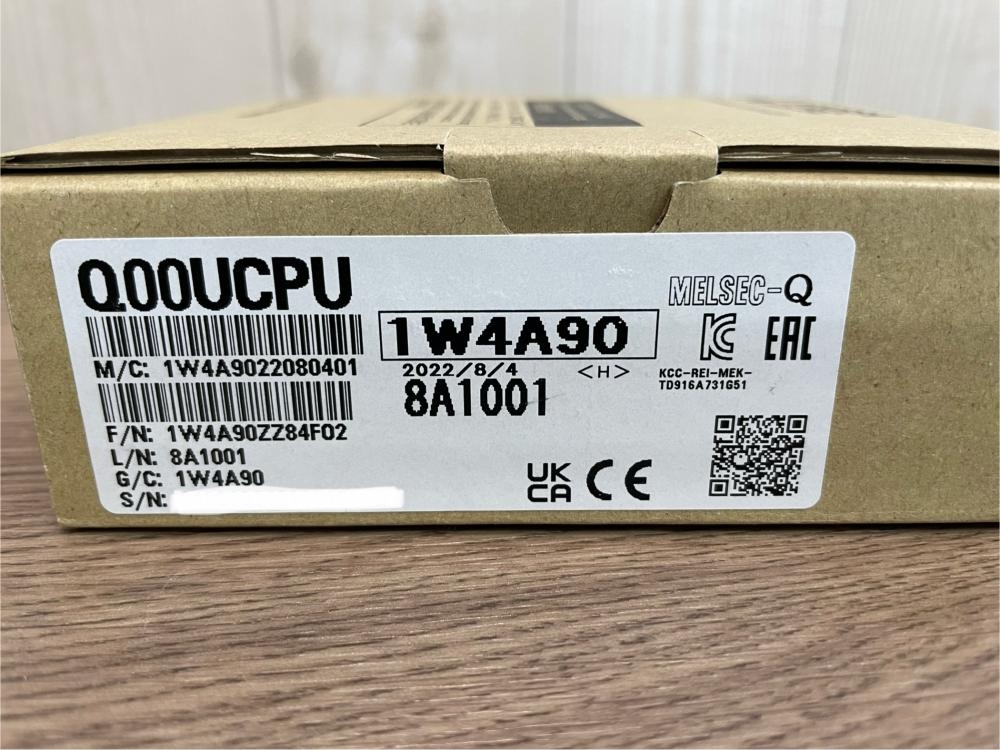 Q00UCPU
MELSEC-Q
1W4A90
M/C: 1W4A9022080401
2022/8/4 <H>
8A1001
KC
EAC
KCC-REI-MEK-
TD916A731G51
F/N: 1W4A90ZZ84F02
L/N: 8A1001
G/C: 1W4A90
S/N:
UK
CA
CE